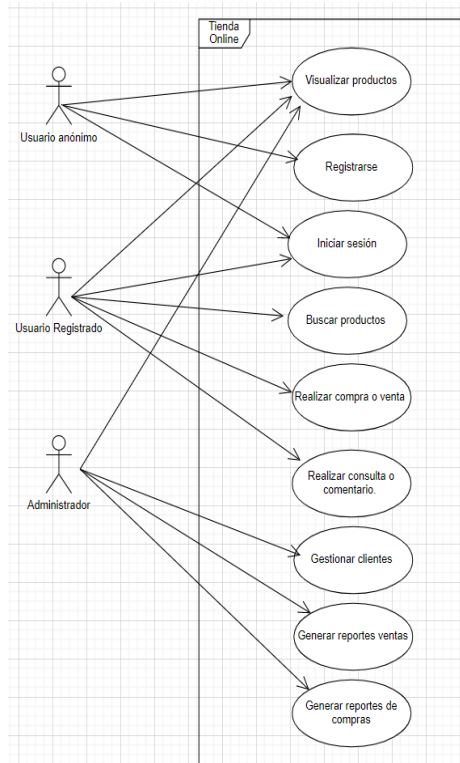 Tienda
Online
Visualizar productos
Usuario anónimo
Registrarse
Iniciar sesión
Usuario Registrado
Buscar productos
Realizar compra o venta
Realizar consulta o
comentario.
Administrador
Gestionar clientes
Generar reportes ventas
Generar reportes de
compras